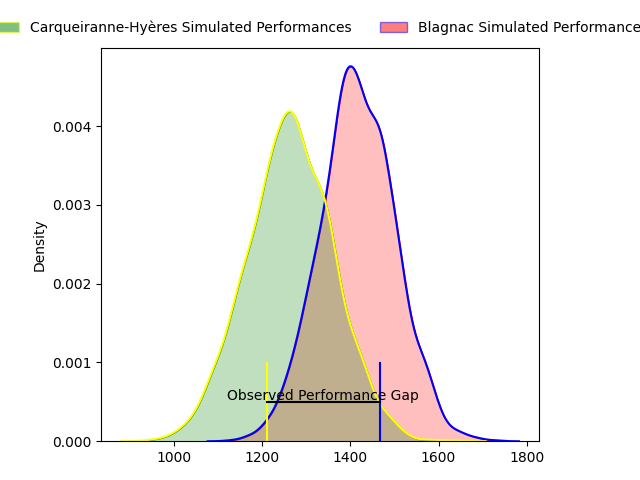 Carqueiranne-Hyères Simulated Performances
Blagnac Simulated Performance
Density
0.004
0.003
0.002
0.001
0.000
Observed Performance Gap
1000 1200 1400 1600 1800